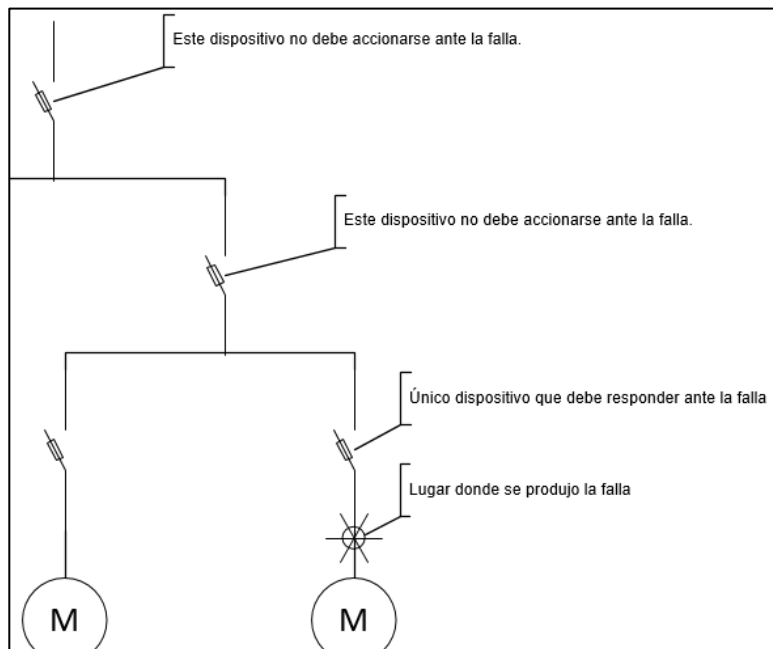 Este dispositivo no debe accionarse ante la falla.
Este dispositivo no debe accionarse ante la falla.
Único dispositivo que debe responder ante la falla
Lugar donde se produjo la falla
M
M